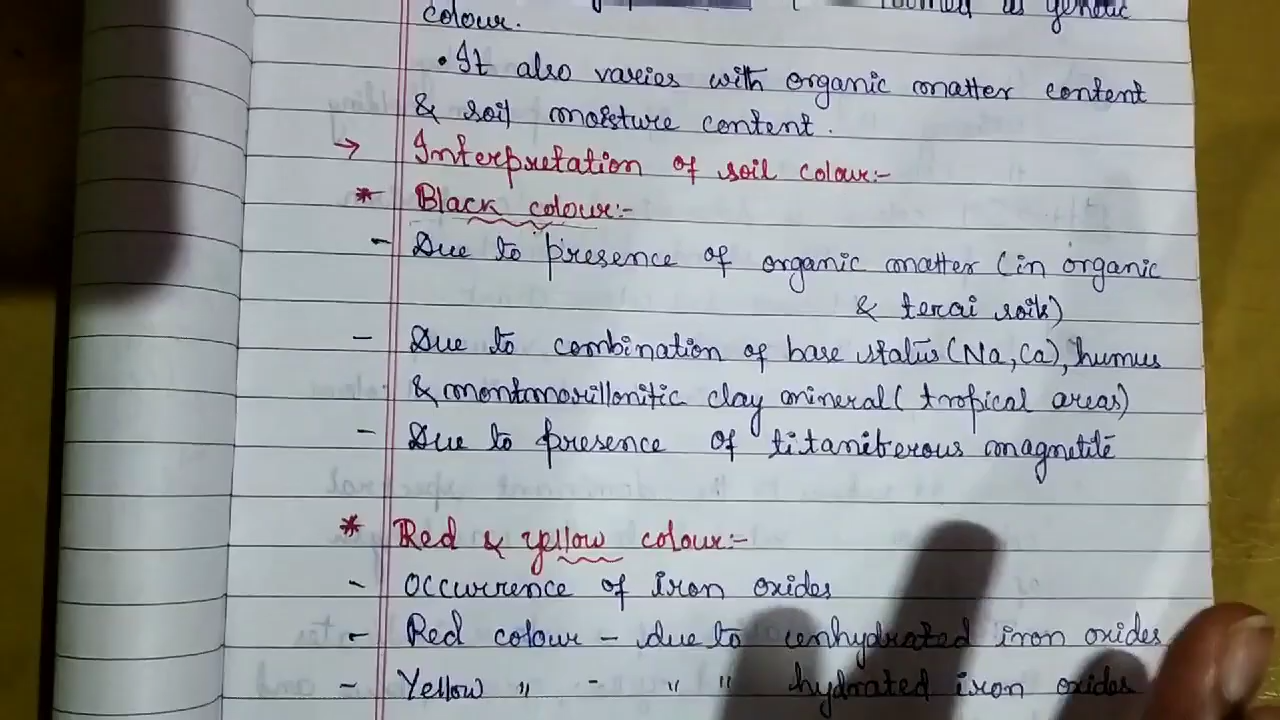 as genetic
colour.
• It also varies with organic matter content
& soil moisture content.
→ Interpretation of soil colour:-
* Black colour:-
- Due to presence of organic matter (in organic
& terai soils)
- Due to combination of base status (Na, Ca), humus
& montmorillonitic clay mineral ( tropical areas)
- Due to presence of titaniberous magnetite
* Red & yellow colour:-
- Occurrence of iron oxides
- Red colour - due to unhydrated iron oxides
- Yellow " - " " hydrated iron oxides